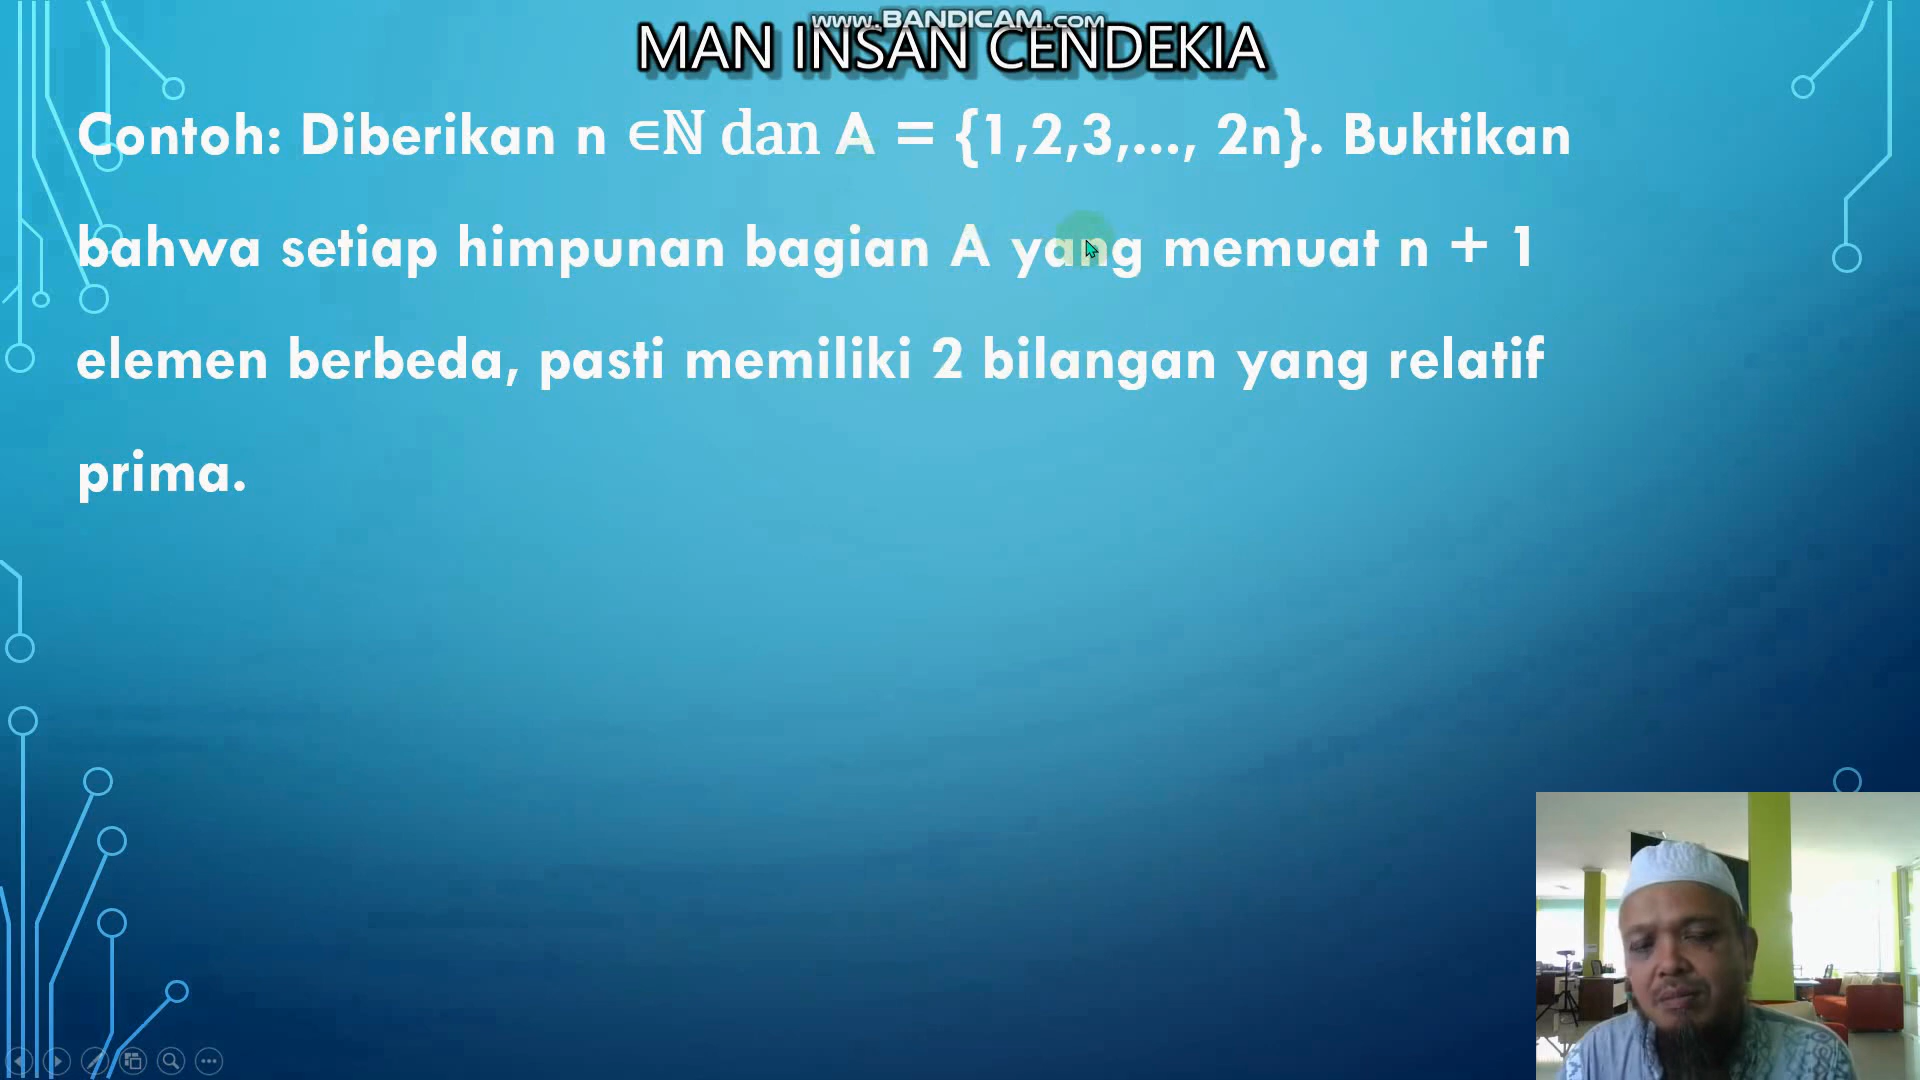 www.BANDICAM.com
MAN INSAN CENDEKIA
Contoh: Diberikan n ∈ℕ dan A = {1,2,3,..., 2n}. Buktikan
bahwa setiap himpunan bagian A yang memuat n + 1
elemen berbeda, pasti memiliki 2 bilangan yang relatif
prima.